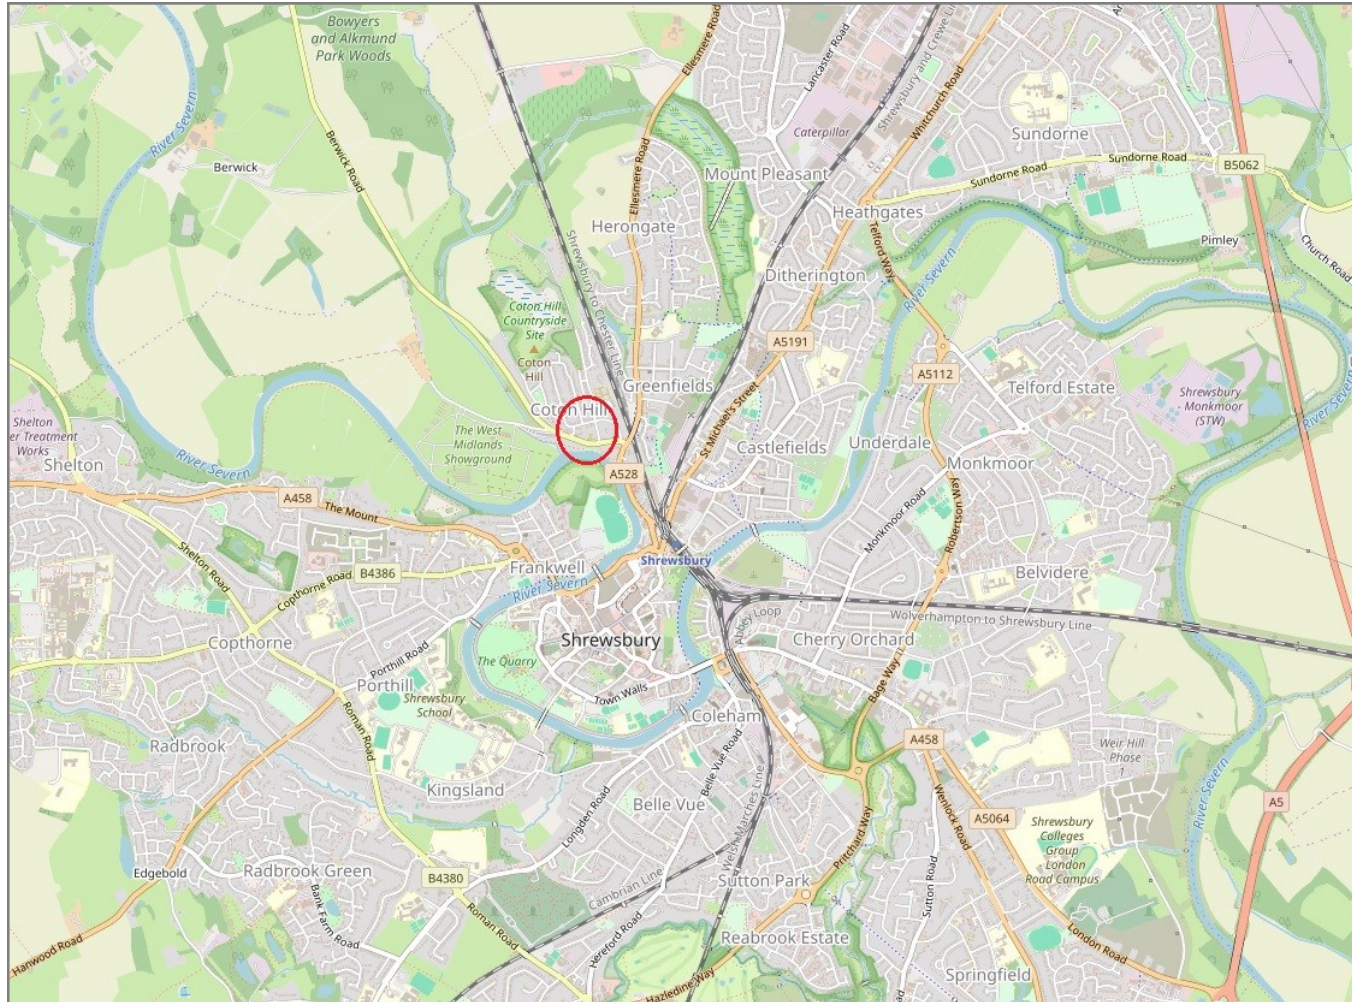 Bowyers
and Alkmund
Park Woods
Ellesmere Road
Lancaster Road
Shrewsbury and Crewe Li
Whitchurch Road
Caterpillar
Sundorne
Sundorne Road
Sundorne Road
B5062
River Severn
Berwick
Berwick Road
Mount Pleasant
Ellesmere Road
Herongate
Heathgates
Telford Way
Pimley
Church Road
Shrewsbury to Chester Line
Ditherington
River Severn
Coton Hill
Countryside
Site
Coton
Hill
A5191
A5112
Greenfields
Telford Estate
Shrewsbury
Monkmoor
(STW)
River Severn
Coton Hill
St Michael's Street
The West
Midlands
Showground
Castlefields
Underdale
Monkmoor
Shelton
er Treatment
Works
Shelton
River Severn
A528
A458
The Mount
Monkmoor Road
Robertson Way
Shelton Road
Frankwell
Shrewsbury
Copthorne Road
B4386
River Severn
Belvidere
Abbey Loop
Wolverhampton to Shrewsbury Line
Copthorne
Shrewsbury
Cherry Orchard
Porthill Road
The Quarry
Porthill
Town Walls
Bage Way
Shrewsbury
School
Roman Road
Coleham
Radbrook
A458
Weir Hill
Phase
1
Kingsland
Belle Vue Road
Longden Road
Belle Vue
Welsh Marches Line
Wenlock Road
River Severn
A5
A5064
Shrewsbury
Colleges
Group
London
Road Campus
Pritchard Way
Edgebold
Radbrook Green
B4380
Cambrian Line
Sutton Park
Sutton Road
Bank Farm Road
Roman Road
Hereford Road
Reabrook Estate
London Road
Hanwood Road
Hazledine Way
Springfield